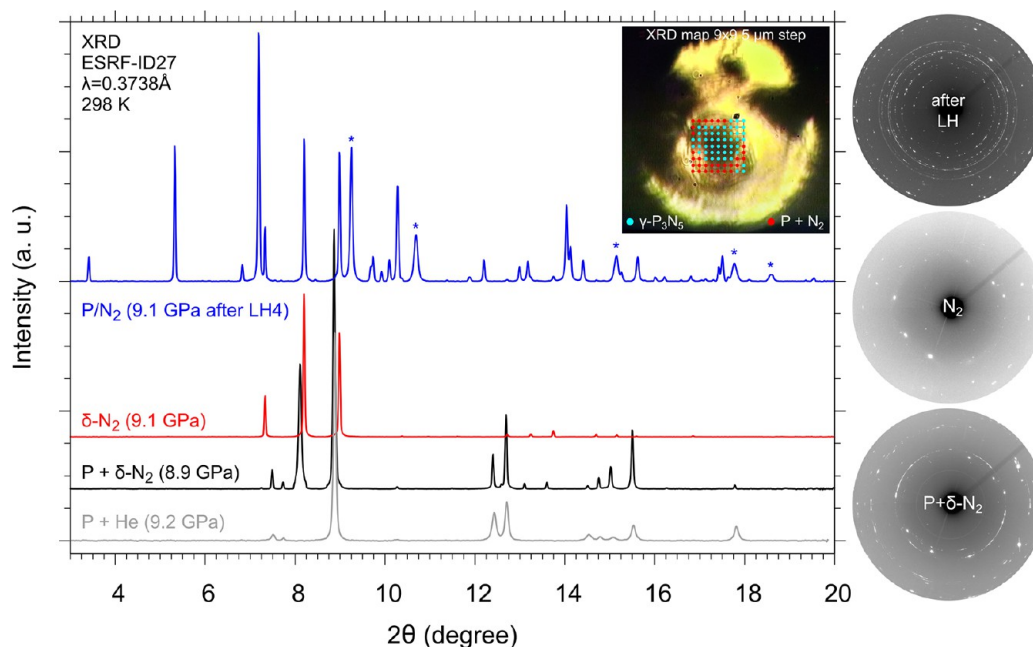 XRD
ESRF-ID27
λ=0.3738Å
298 K
XRD map 9x9 5 μm step
γ-P₃N₅
P + N₂
*
*
*
*
*
P/N₂ (9.1 GPa after LH4)
δ-N₂ (9.1 GPa)
P + δ-N₂ (8.9 GPa)
P + He (9.2 GPa)
Intensity (a. u.)
4 6 8 10 12 14 16 18 20
2θ (degree)
after
LH
N₂
P+δ-N₂